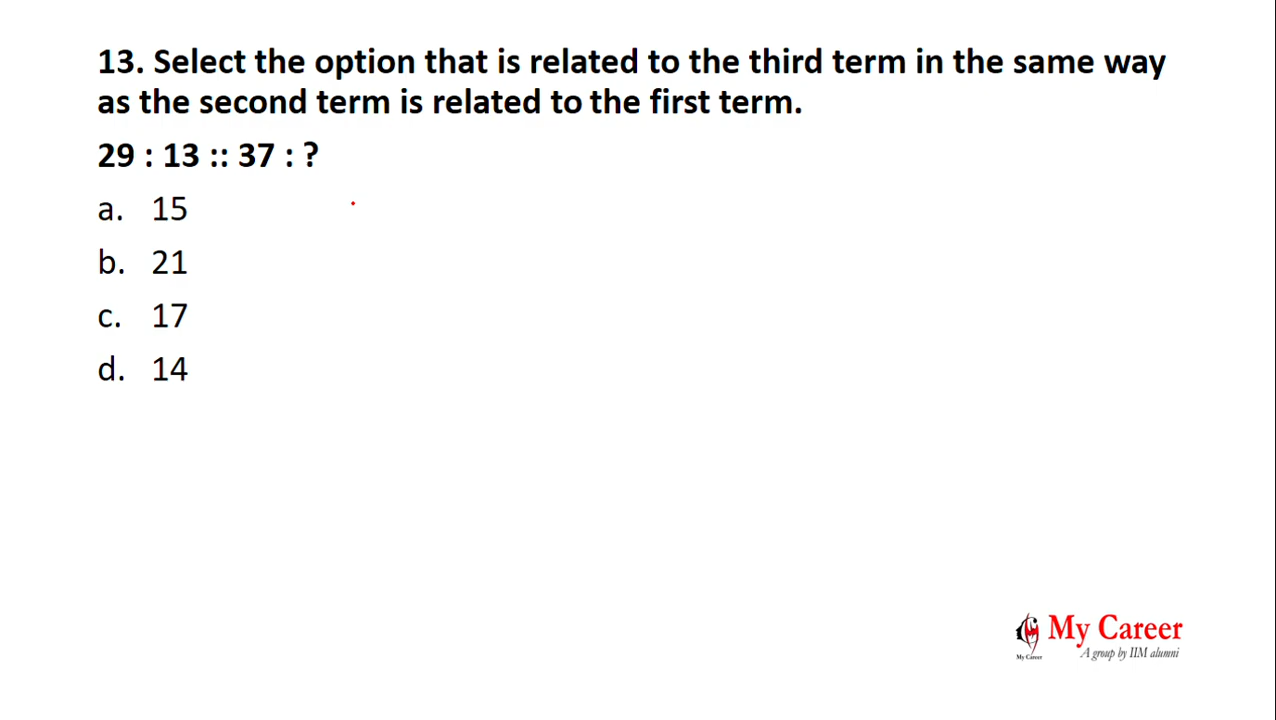 13. Select the option that is related to the third term in the same way
as the second term is related to the first term.
29 : 13 :: 37 : ?
a. 15
b. 21
c. 17
d. 14
My Career
A group by IIM alumni
My Career